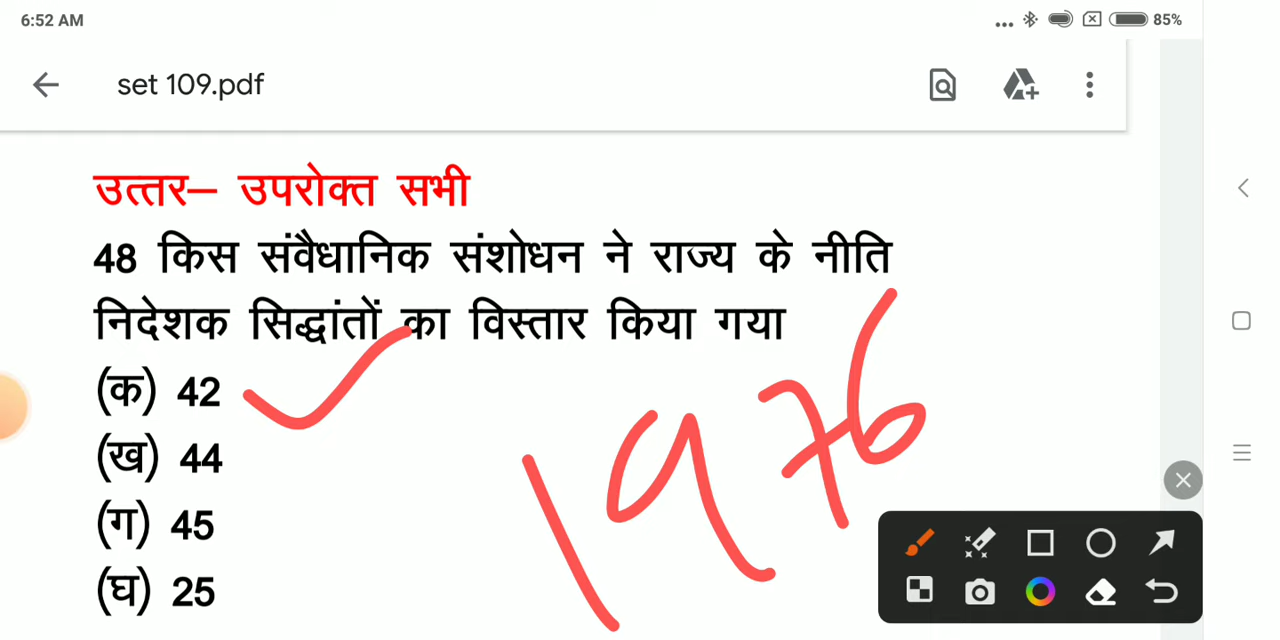 6:52 AM
85%
set 109.pdf
उत्तर– उपरोक्त सभी
48 किस संवैधानिक संशोधन ने राज्य के नीति
निदेशक सिद्धांतों का विस्तार किया गया
(क) 42
(ख) 44
(ग) 45
(घ) 25
1976